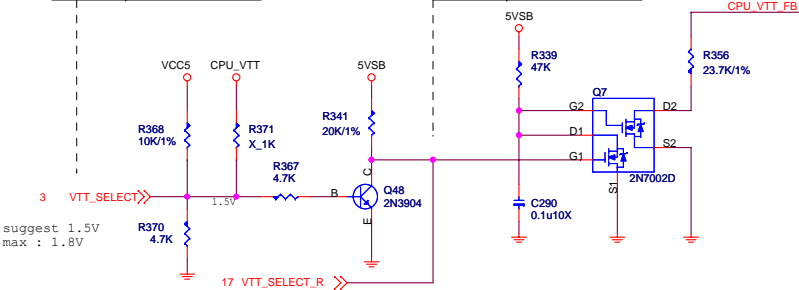 CPU_VTT_FB
5VSB
VCC5
CPU_VTT
5VSB
R339
47K
R356
23.7K/1%
Q7
G2
D2
R368
10K/1%
R371
X_1K
R341
20K/1%
D1
S2
G1
R367
4.7K
C
S1
2N7002D
3 VTT_SELECT
1.5V
B
Q48
2N3904
C290
0.1u10X
R370
4.7K
E
suggest 1.5V
max : 1.8V
17 VTT_SELECT_R